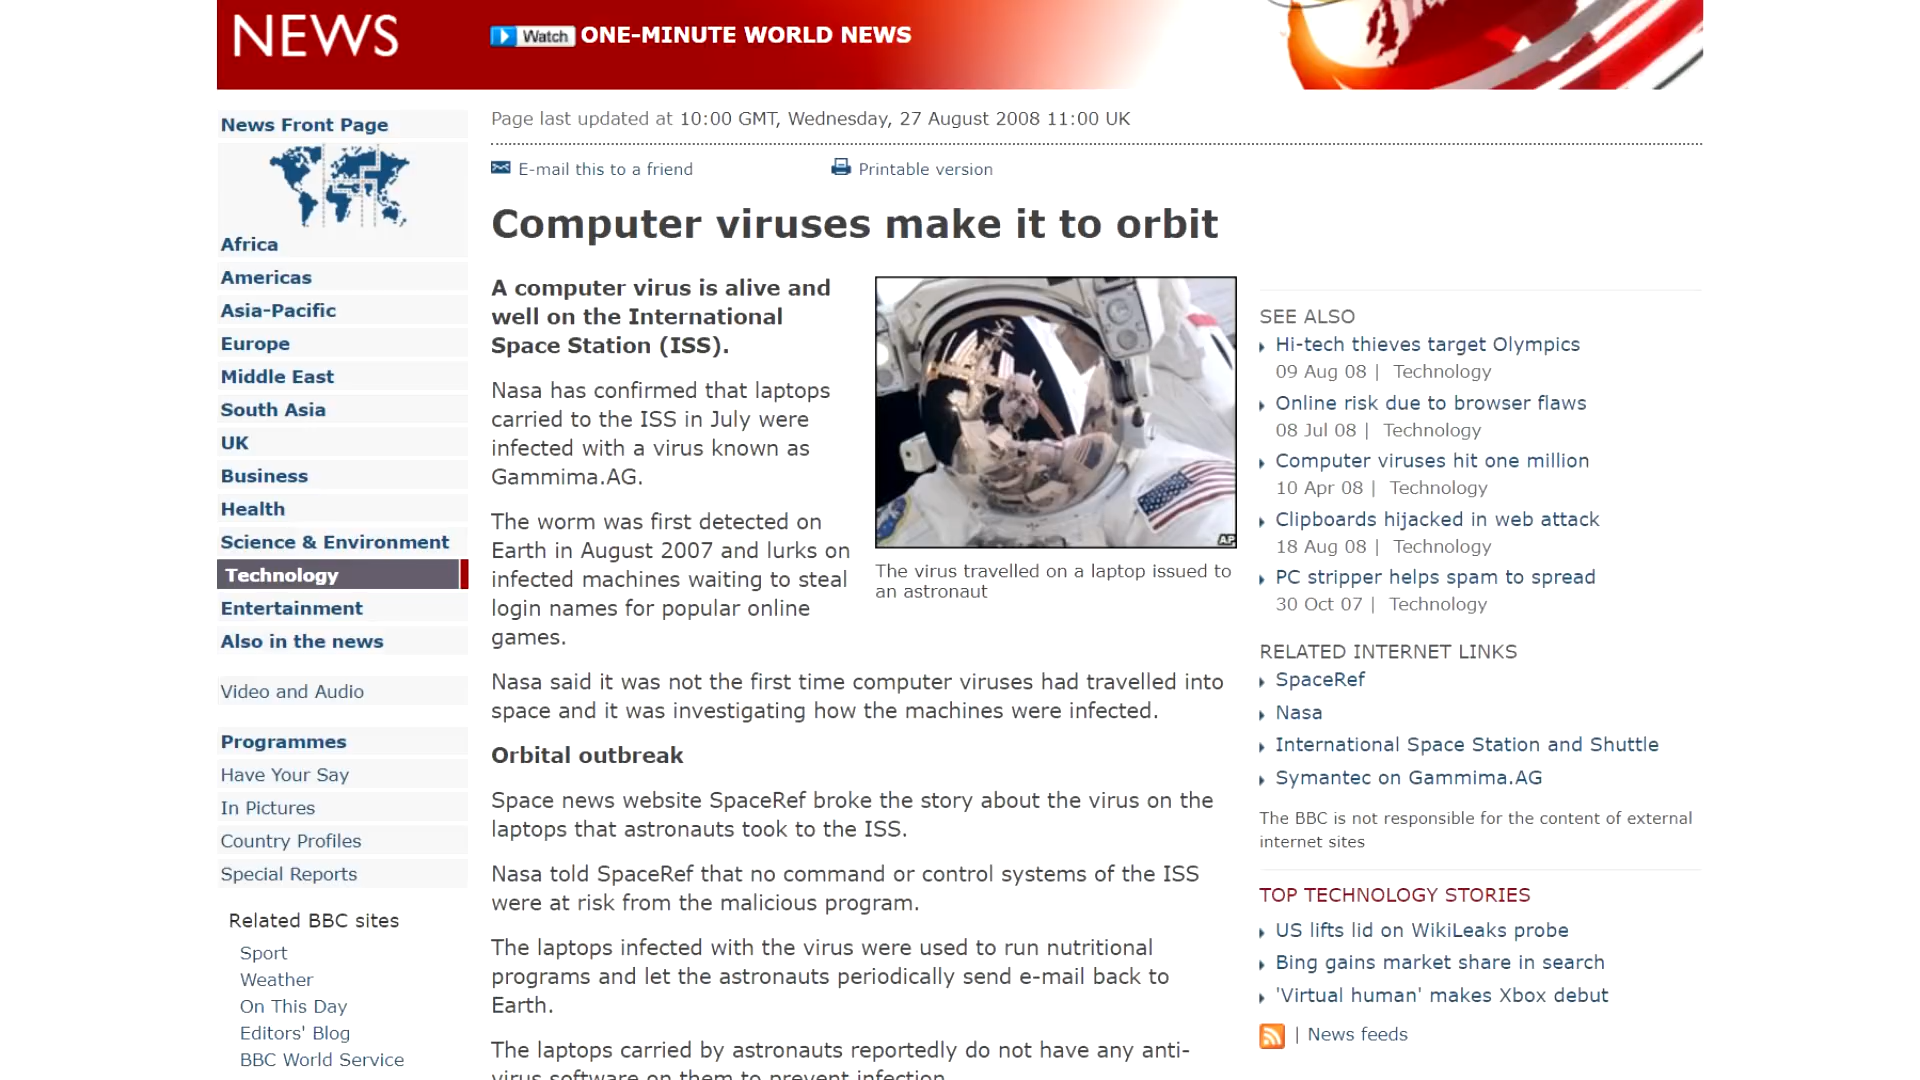 NEWS
Watch ONE-MINUTE WORLD NEWS
News Front Page
Africa
Americas
Asia-Pacific
Europe
Middle East
South Asia
UK
Business
Health
Science & Environment
Technology
Entertainment
Also in the news
Video and Audio
Programmes
Have Your Say
In Pictures
Country Profiles
Special Reports
Related BBC sites
Sport
Weather
On This Day
Editors' Blog
BBC World Service
Page last updated at 10:00 GMT, Wednesday, 27 August 2008 11:00 UK
E-mail this to a friend
Printable version
Computer viruses make it to orbit
A computer virus is alive and
well on the International
Space Station (ISS).
Nasa has confirmed that laptops
carried to the ISS in July were
infected with a virus known as
Gammima.AG.
The worm was first detected on
Earth in August 2007 and lurks on
infected machines waiting to steal
login names for popular online
games.
AP
The virus travelled on a laptop issued to
an astronaut
Nasa said it was not the first time computer viruses had travelled into
space and it was investigating how the machines were infected.
Orbital outbreak
Space news website SpaceRef broke the story about the virus on the
laptops that astronauts took to the ISS.
Nasa told SpaceRef that no command or control systems of the ISS
were at risk from the malicious program.
The laptops infected with the virus were used to run nutritional
programs and let the astronauts periodically send e-mail back to
Earth.
The laptops carried by astronauts reportedly do not have any anti-
virus software on them to prevent infection.
SEE ALSO
Hi-tech thieves target Olympics
09 Aug 08 | Technology
Online risk due to browser flaws
08 Jul 08 | Technology
Computer viruses hit one million
10 Apr 08 | Technology
Clipboards hijacked in web attack
18 Aug 08 | Technology
PC stripper helps spam to spread
30 Oct 07 | Technology
RELATED INTERNET LINKS
SpaceRef
Nasa
International Space Station and Shuttle
Symantec on Gammima.AG
The BBC is not responsible for the content of external
internet sites
TOP TECHNOLOGY STORIES
US lifts lid on WikiLeaks probe
Bing gains market share in search
'Virtual human' makes Xbox debut
| News feeds